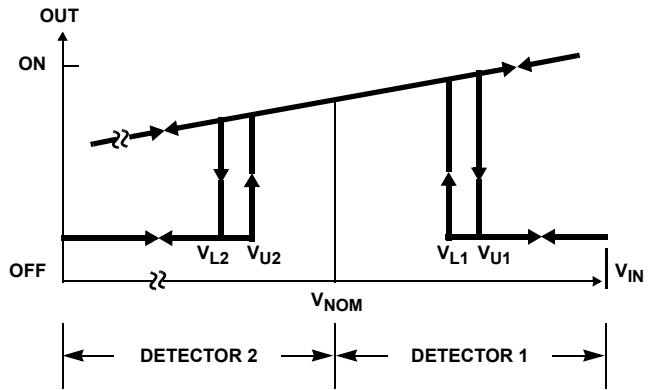 OUT
ON
V_L2 V_U2 V_L1 V_U1
OFF
V_IN
V_NOM
DETECTOR 2 DETECTOR 1